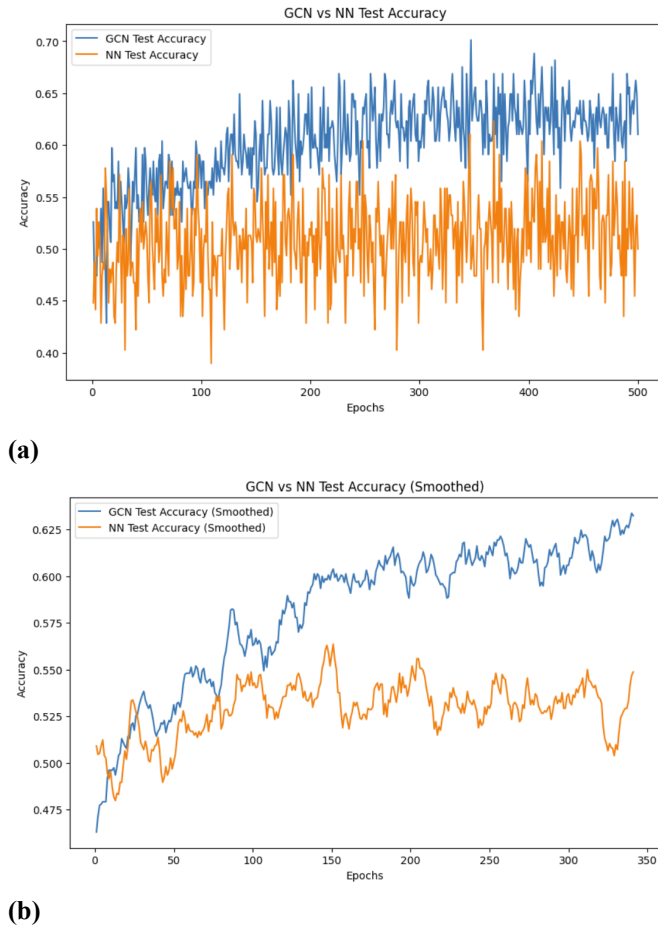 GCN vs NN Test Accuracy
GCN Test Accuracy
NN Test Accuracy
0.70
0.65
0.60
0.55
0.50
0.45
0.40
Accuracy
0
100
200
300
400
500
Epochs
(a)
GCN vs NN Test Accuracy (Smoothed)
GCN Test Accuracy (Smoothed)
NN Test Accuracy (Smoothed)
0.625
0.600
0.575
0.550
0.525
0.500
0.475
Accuracy
0
50
100
150
200
250
300
350
Epochs
(b)